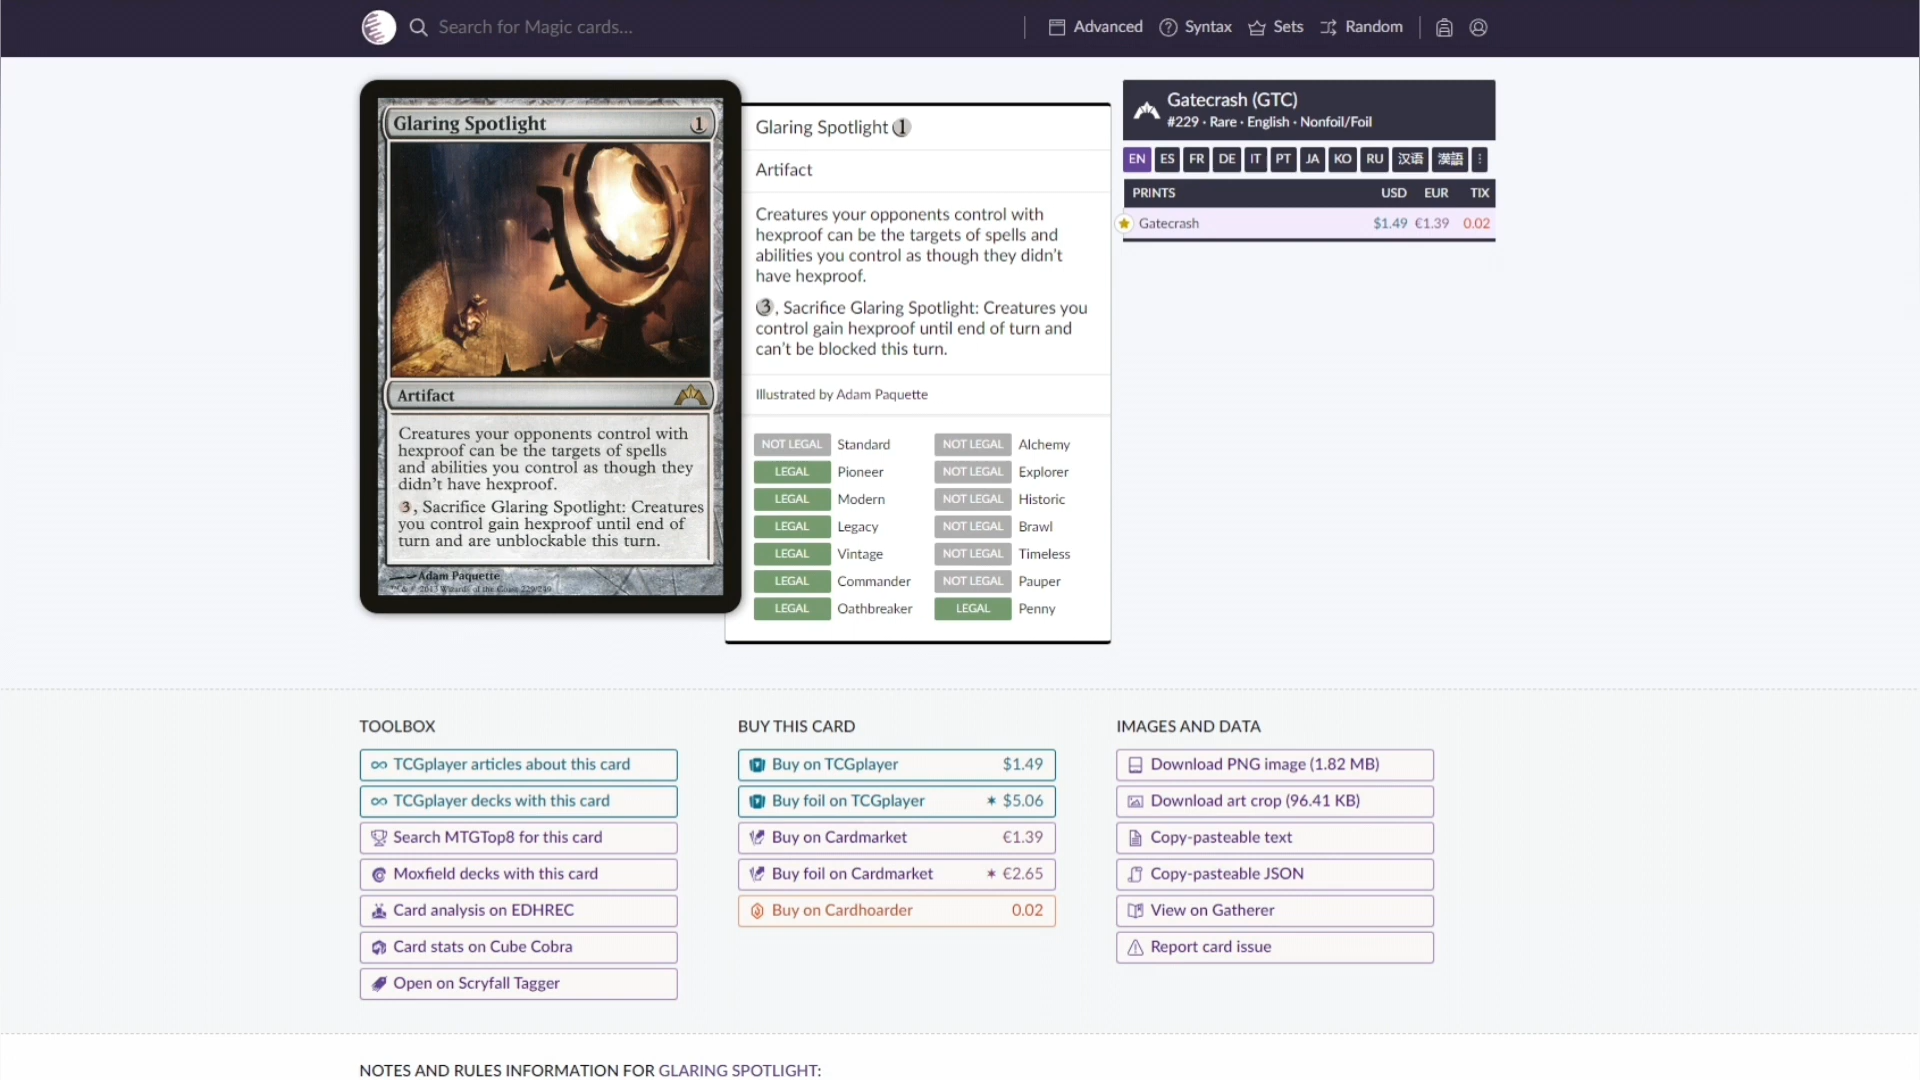 Search for Magic cards...
Advanced
Syntax
Sets
Random
Glaring Spotlight 1
Artifact
Creatures your opponents control with
hexproof can be the targets of spells
and abilities you control as though they
didn't have hexproof.
3, Sacrifice Glaring Spotlight: Creatures
you control gain hexproof until end of
turn and are unblockable this turn.
Adam Paquette
Glaring Spotlight 1
Artifact
Creatures your opponents control with
hexproof can be the targets of spells and
abilities you control as though they didn't
have hexproof.
3, Sacrifice Glaring Spotlight: Creatures you
control gain hexproof until end of turn and
can't be blocked this turn.
Illustrated by Adam Paquette
NOT LEGAL Standard NOT LEGAL Alchemy
LEGAL Pioneer NOT LEGAL Explorer
LEGAL Modern NOT LEGAL Historic
LEGAL Legacy NOT LEGAL Brawl
LEGAL Vintage NOT LEGAL Timeless
LEGAL Commander NOT LEGAL Pauper
LEGAL Oathbreaker LEGAL Penny
Gatecrash (GTC)
#229 · Rare · English · Nonfoil/Foil
EN ES FR DE IT PT JA KO RU 汉语 漢語
PRINTS USD EUR TIX
Gatecrash $1.49 €1.39 0.02
TOOLBOX
TCGplayer articles about this card
TCGplayer decks with this card
Search MTGTop8 for this card
Moxfield decks with this card
Card analysis on EDHREC
Card stats on Cube Cobra
Open on Scryfall Tagger
BUY THIS CARD
Buy on TCGplayer $1.49
Buy foil on TCGplayer ✶ $5.06
Buy on Cardmarket €1.39
Buy foil on Cardmarket ✶ €2.65
Buy on Cardhoarder 0.02
IMAGES AND DATA
Download PNG image (1.82 MB)
Download art crop (96.41 KB)
Copy-pasteable text
Copy-pasteable JSON
View on Gatherer
Report card issue
NOTES AND RULES INFORMATION FOR GLARING SPOTLIGHT: